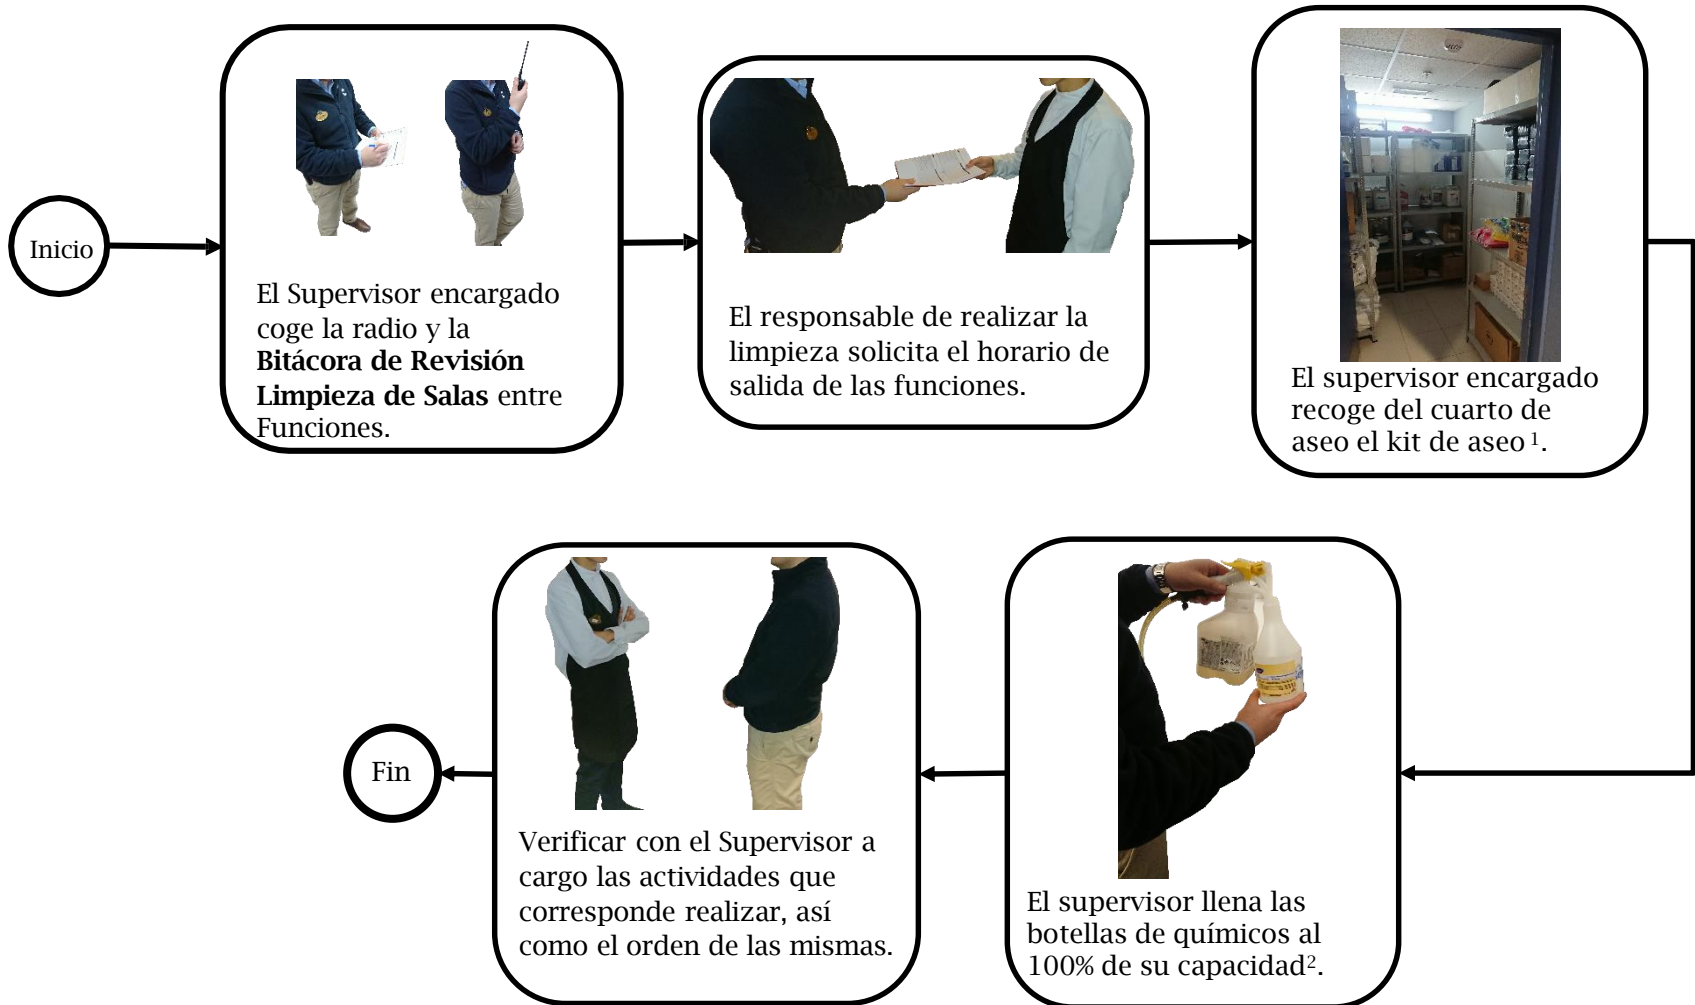 Inicio
El Supervisor encargado
coge la radio y la
Bitácora de Revisión
Limpieza de Salas entre
Funciones.
El responsable de realizar la
limpieza solicita el horario de
salida de las funciones.
El supervisor encargado
recoge del cuarto de
aseo el kit de aseo ¹.
El supervisor llena las
botellas de químicos al
100% de su capacidad².
Verificar con el Supervisor a
cargo las actividades que
corresponde realizar, así
como el orden de las mismas.
Fin